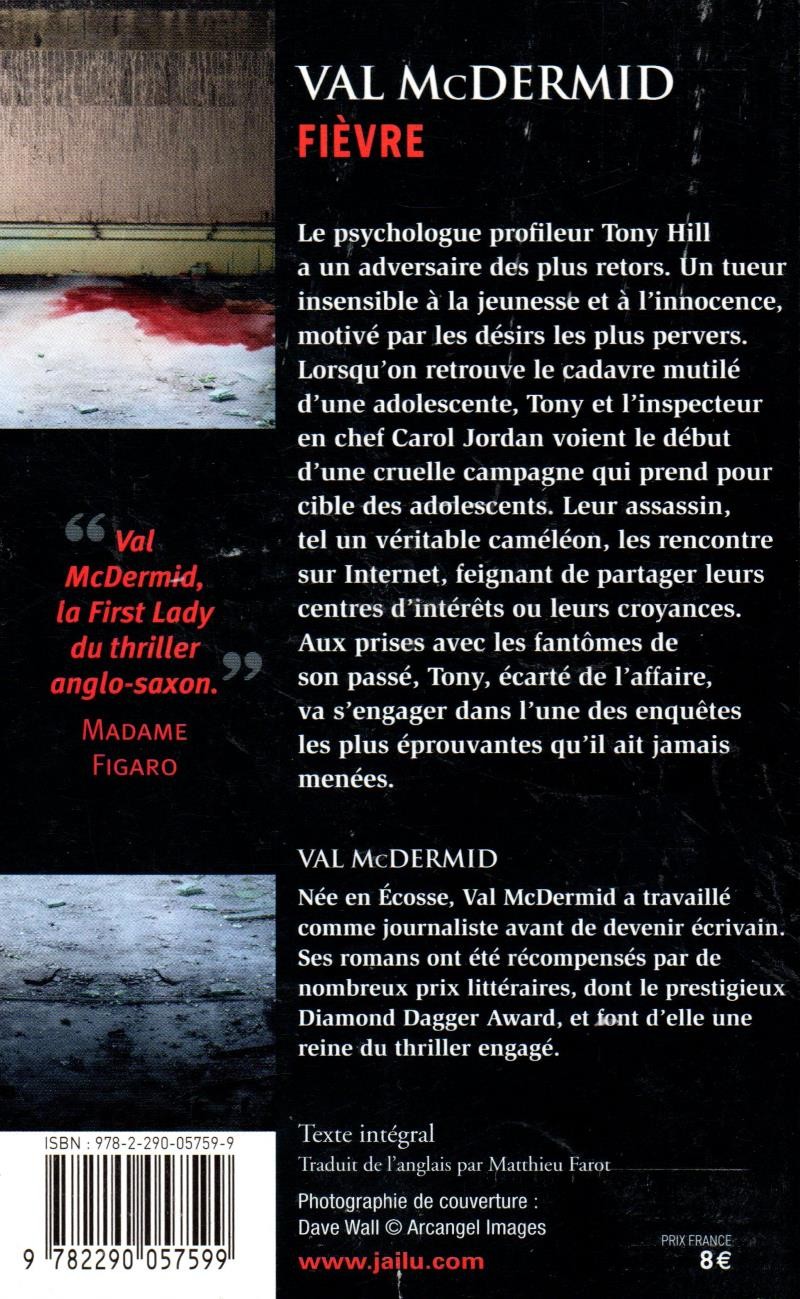 VAL McDERMID
FIÈVRE
Le psychologue profileur Tony Hill
a un adversaire des plus retors. Un tueur
insensible à la jeunesse et à l'innocence,
motivé par les désirs les plus pervers.
Lorsqu'on retrouve le cadavre mutilé
d'une adolescente, Tony et l'inspecteur
en chef Carol Jordan voient le début
d'une cruelle campagne qui prend pour
cible des adolescents. Leur assassin,
tel un véritable caméléon, les rencontre
sur Internet, feignant de partager leurs
centres d'intérêts ou leurs croyances.
Aux prises avec les fantômes de
son passé, Tony, écarté de l'affaire,
va s'engager dans l'une des enquêtes
les plus éprouvantes qu'il ait jamais
menées.
“ Val
McDermid,
la First Lady
du thriller
anglo-saxon. ”
MADAME
FIGARO
VAL McDERMID
Née en Écosse, Val McDermid a travaillé
comme journaliste avant de devenir écrivain.
Ses romans ont été récompensés par de
nombreux prix littéraires, dont le prestigieux
Diamond Dagger Award, et font d'elle une
reine du thriller engagé.
Texte intégral
Traduit de l'anglais par Matthieu Farot
Photographie de couverture :
Dave Wall © Arcangel Images
www.jailu.com
PRIX FRANCE
8 €
ISBN : 978-2-290-05759-9
9 782290 057599